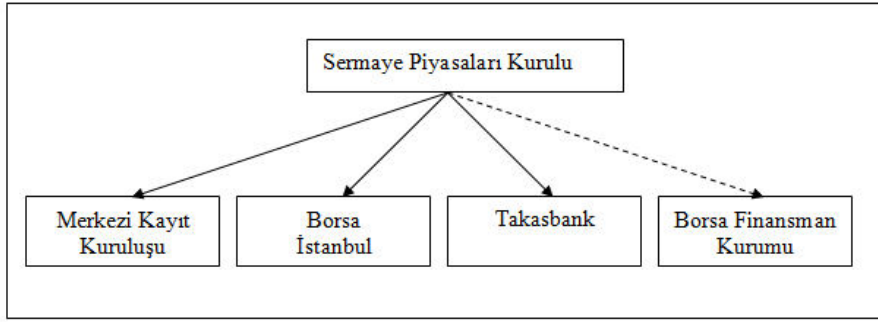 Sermaye Piyasaları Kurulu
Merkezi Kayıt
Kuruluşu
Borsa
İstanbul
Takasbank
Borsa Finansman
Kurumu